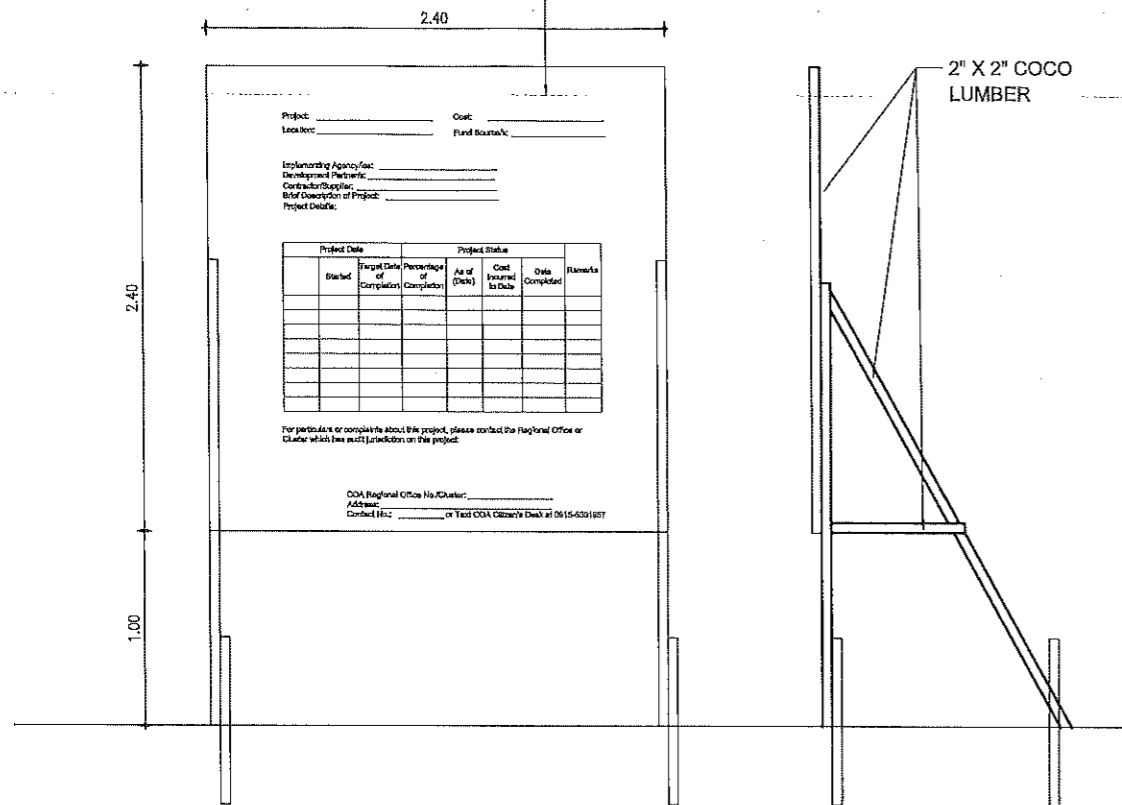 2.40
2" X 2" COCO
LUMBER
Project: Cost:
Location: Fund Source/s:
Implementing Agency/ies:
Development Partner/s:
Contractor/Supplier:
Brief Description of Project:
Project Details:
Project Date Project Status Remarks
Started Target Date of Completion Percentage of Completion As of (Date) Cost Incurred to Date Date Completed
2.40
For particulars or complaints about this project, please contact the Regional Office or
Cluster which has audit jurisdiction on this project:
COA Regional Office No./Cluster:
Address:
Contact No.: or Text COA Citizen's Desk at
1.00